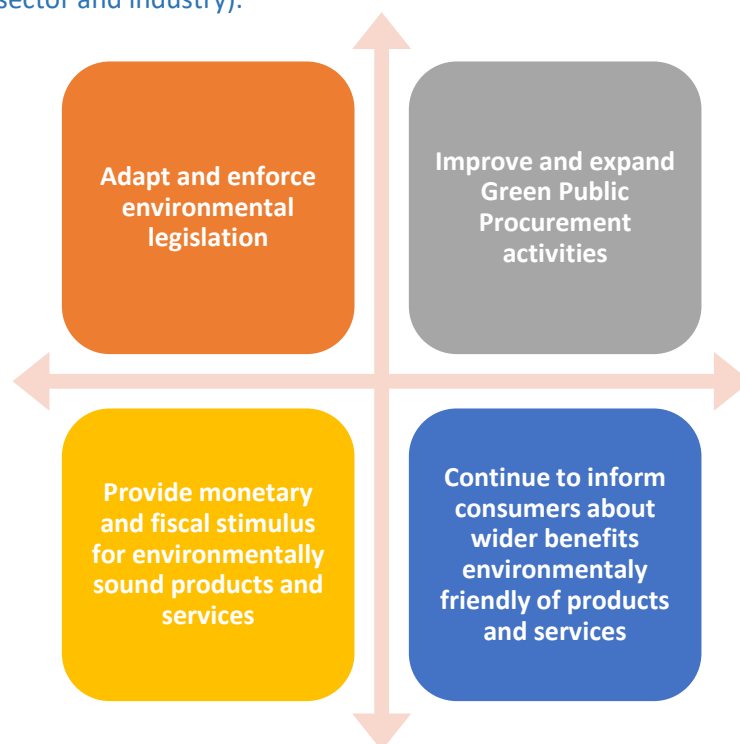 sector and industry).
Adapt and enforce
environmental
legislation
Improve and expand
Green Public
Procurement
activities
Provide monetary
and fiscal stimulus
for environmentally
sound products and
services
Continue to inform
consumers about
wider benefits
environmentaly
friendly of products
and services